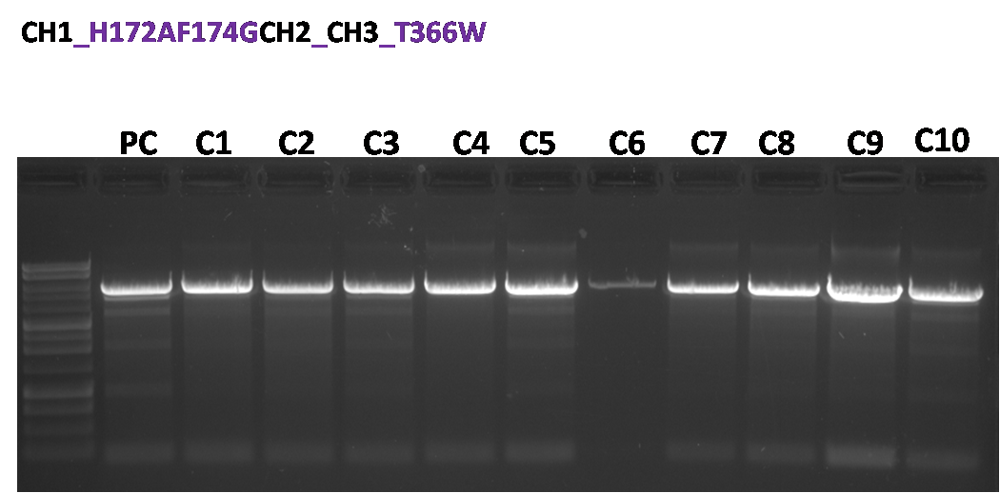 CH1_H172AF174GCH2_CH3_T366W
PC C1 C2 C3 C4 C5 C6 C7 C8 C9 C10